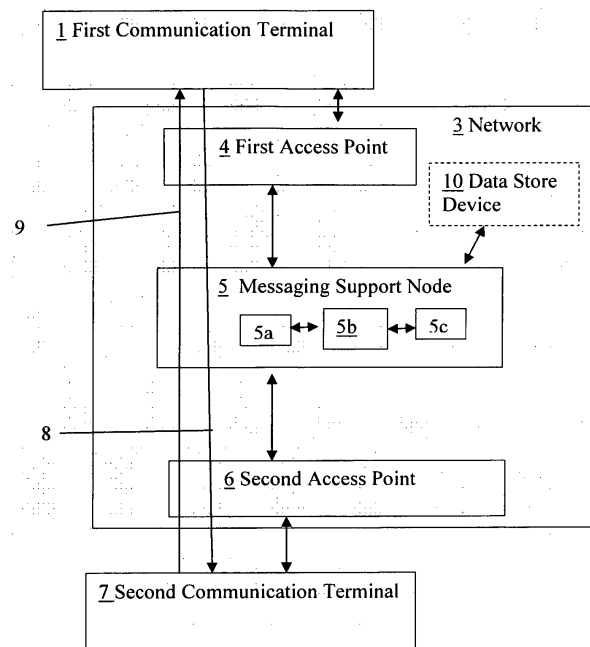 1 First Communication Terminal
3 Network
4 First Access Point
10 Data Store
Device
9
5 Messaging Support Node
5a
5b
5c
8
6 Second Access Point
7 Second Communication Terminal